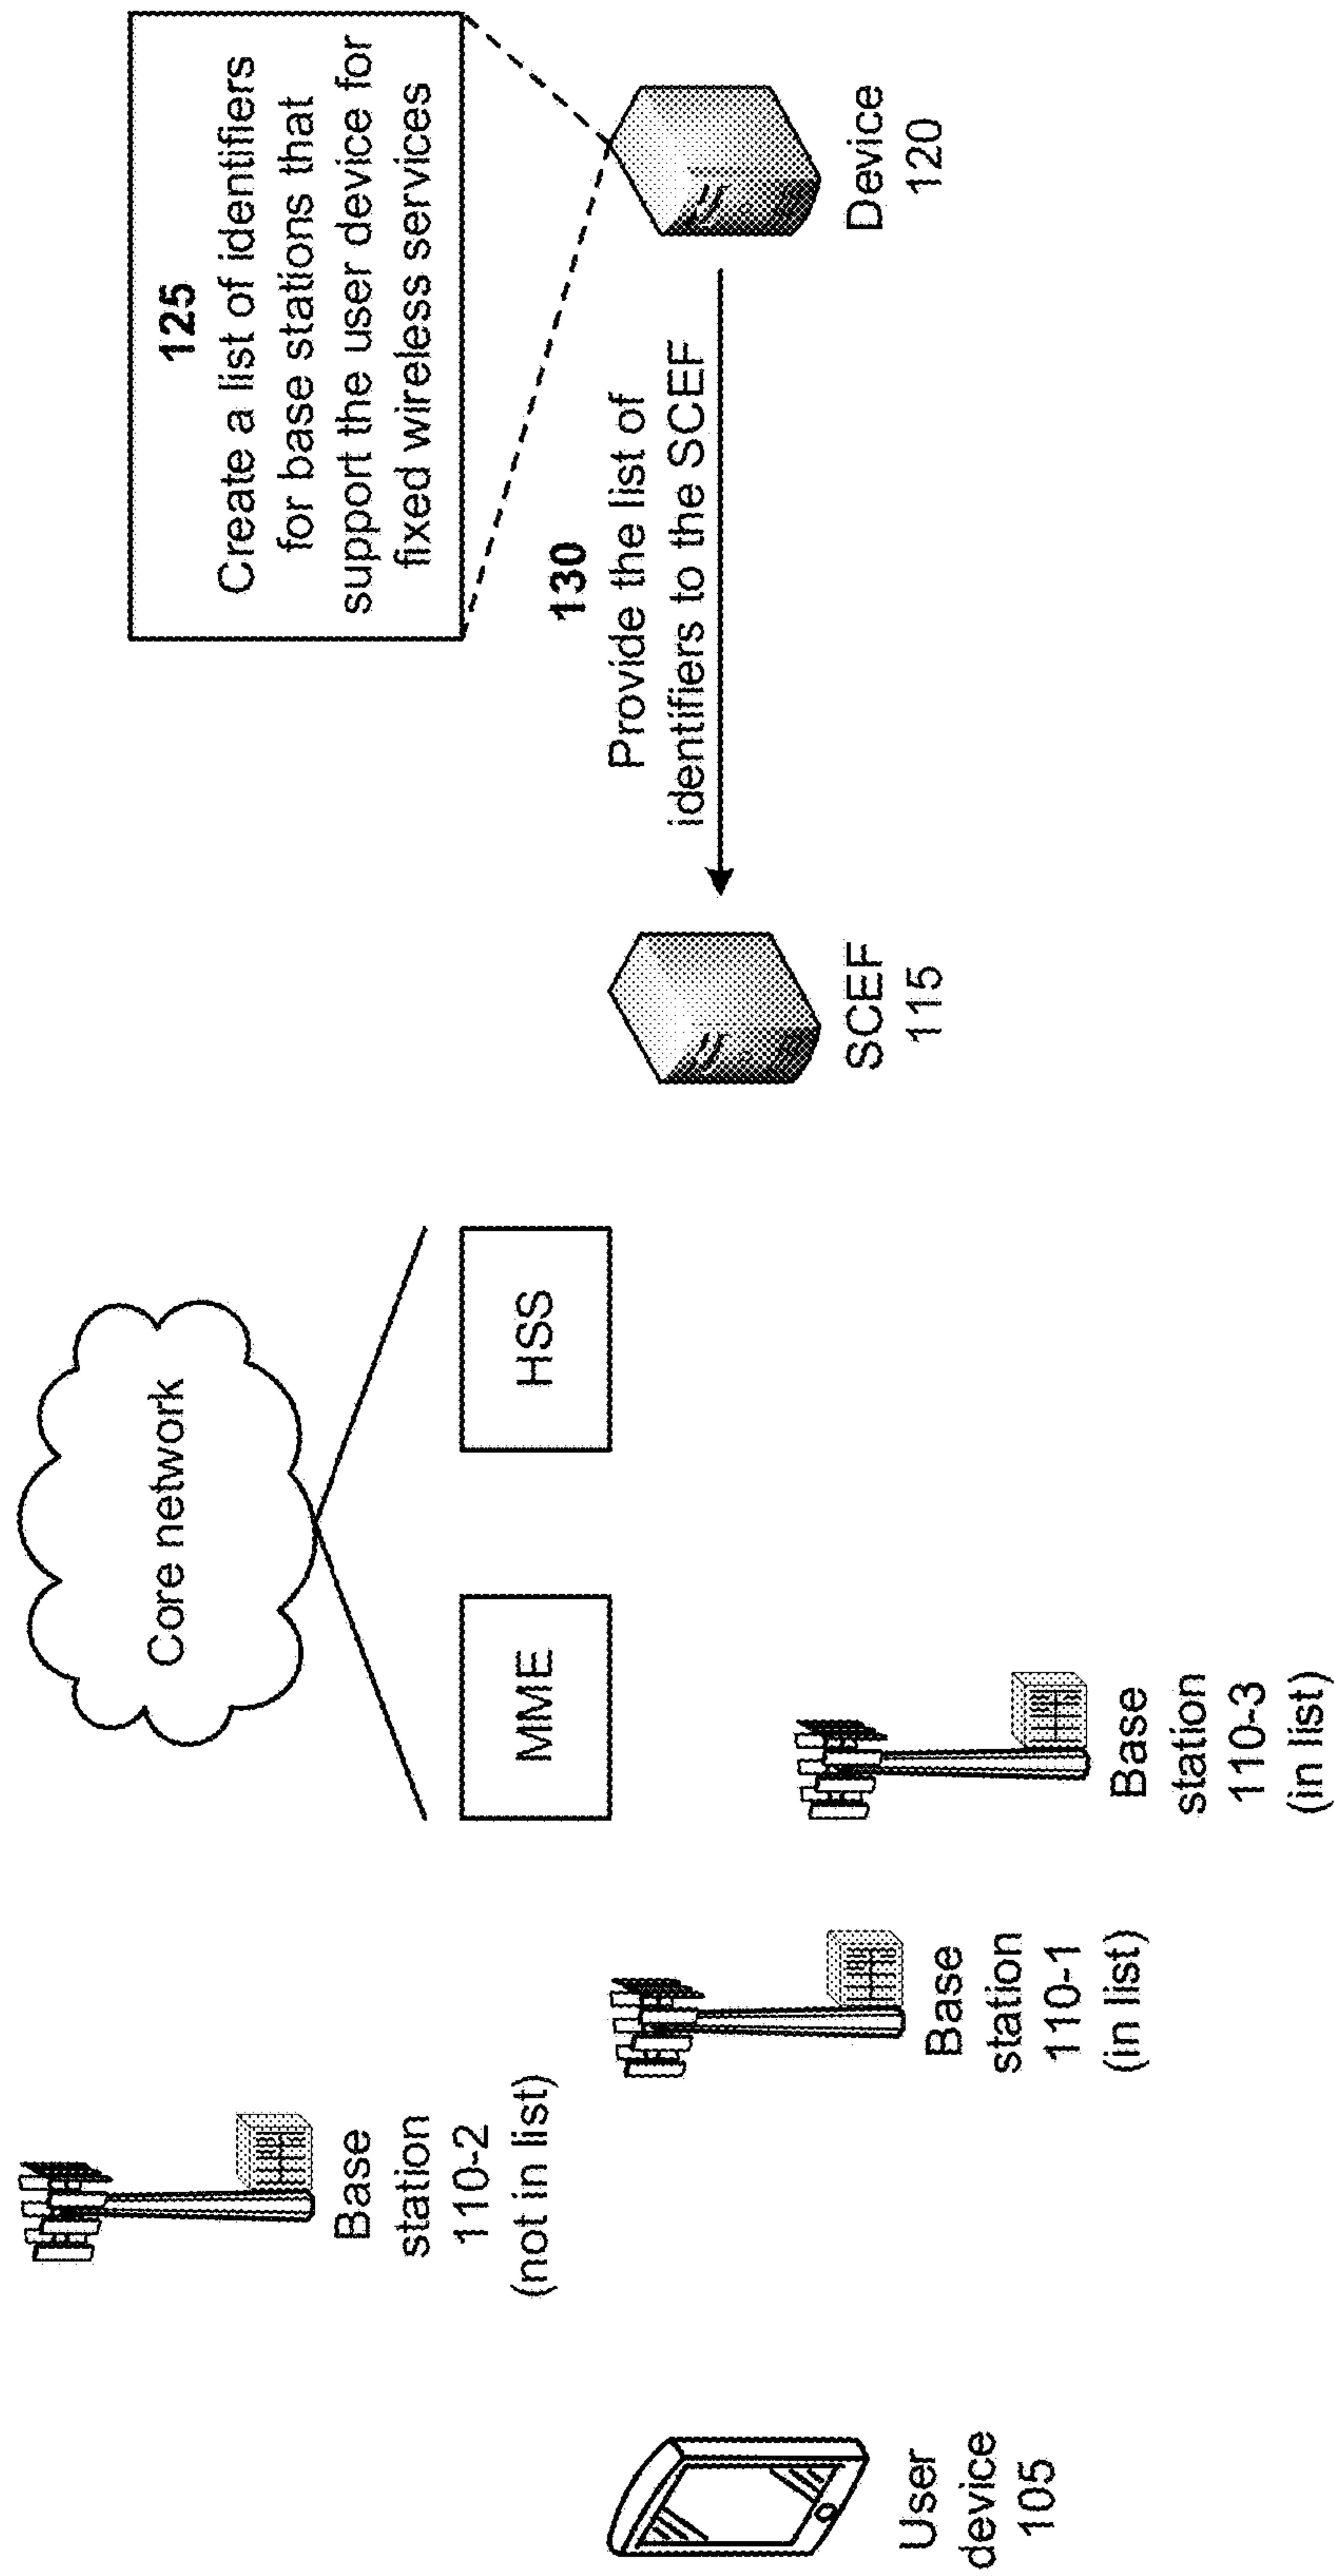 125
Create a list of identifiers
for base stations that
support the user device for
fixed wireless services
Core network
MME
HSS
130
Provide the list of
identifiers to the SCEF
Base
station
110-2
(not in list)
User
device
105
Base
station
110-1
(in list)
Base
station
110-3
(in list)
SCEF
115
Device
120